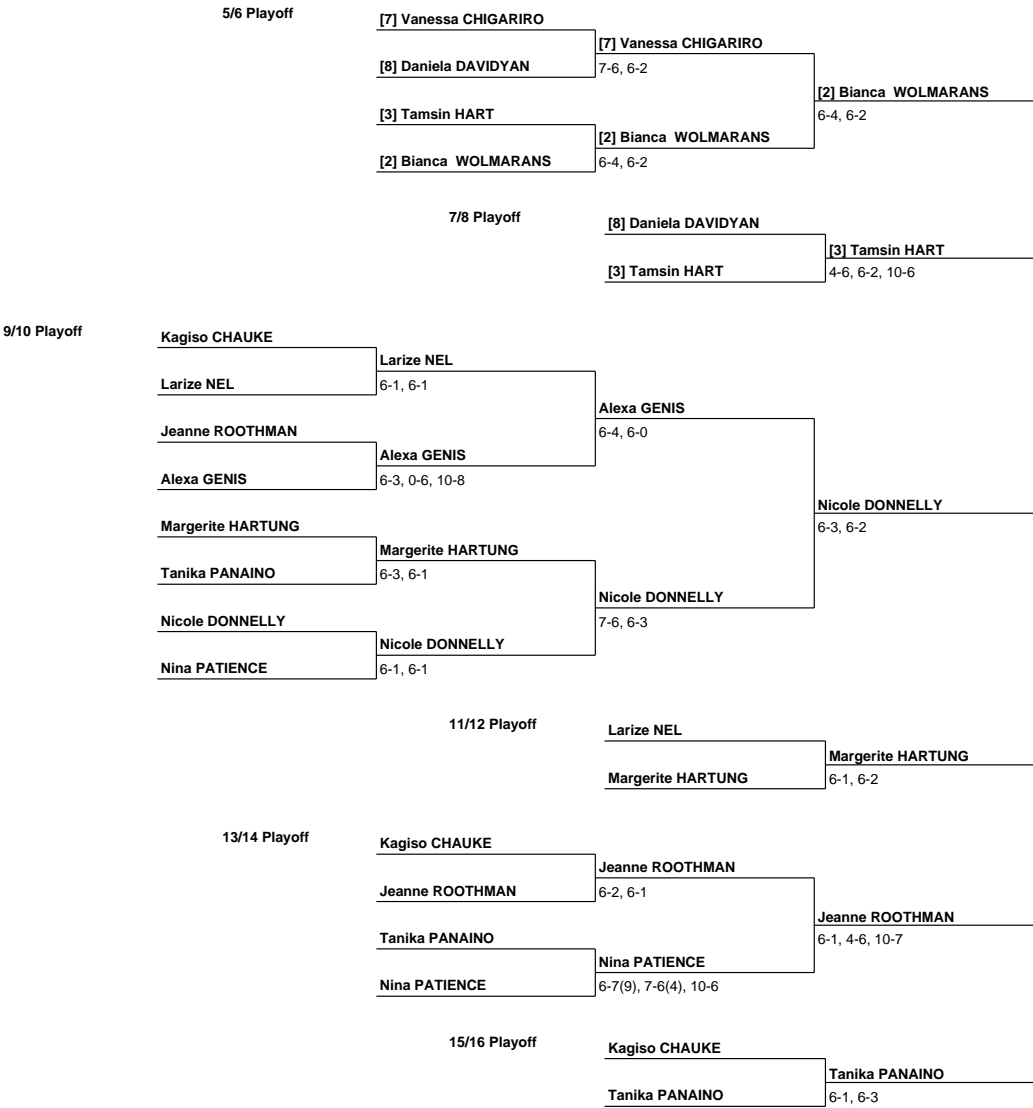 5/6 Playoff
[7] Vanessa CHIGARIRO
[7] Vanessa CHIGARIRO
[8] Daniela DAVIDYAN
7-6, 6-2
[2] Bianca  WOLMARANS
[3] Tamsin HART
6-4, 6-2
[2] Bianca  WOLMARANS
[2] Bianca  WOLMARANS
6-4, 6-2
7/8 Playoff
[8] Daniela DAVIDYAN
[3] Tamsin HART
[3] Tamsin HART
4-6, 6-2, 10-6
9/10 Playoff
Kagiso CHAUKE
Larize NEL
Larize NEL
6-1, 6-1
Alexa GENIS
Jeanne ROOTHMAN
6-4, 6-0
Alexa GENIS
Alexa GENIS
6-3, 0-6, 10-8
Nicole DONNELLY
Margerite HARTUNG
6-3, 6-2
Margerite HARTUNG
Tanika PANAINO
6-3, 6-1
Nicole DONNELLY
Nicole DONNELLY
7-6, 6-3
Nicole DONNELLY
Nina PATIENCE
6-1, 6-1
11/12 Playoff
Larize NEL
Margerite HARTUNG
Margerite HARTUNG
6-1, 6-2
13/14 Playoff
Kagiso CHAUKE
Jeanne ROOTHMAN
Jeanne ROOTHMAN
6-2, 6-1
Jeanne ROOTHMAN
Tanika PANAINO
6-1, 4-6, 10-7
Nina PATIENCE
Nina PATIENCE
6-7(9), 7-6(4), 10-6
15/16 Playoff
Kagiso CHAUKE
Tanika PANAINO
Tanika PANAINO
6-1, 6-3